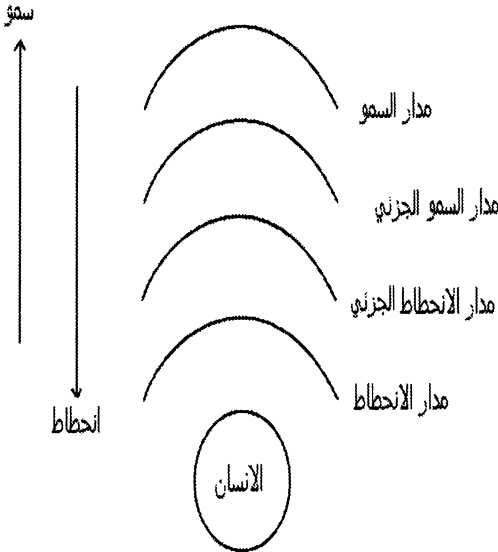 سمو
مدار السمو
مدار السمو الجزئي
مدار الانحطاط الجزئي
مدار الانحطاط
انحطاط
الانسان